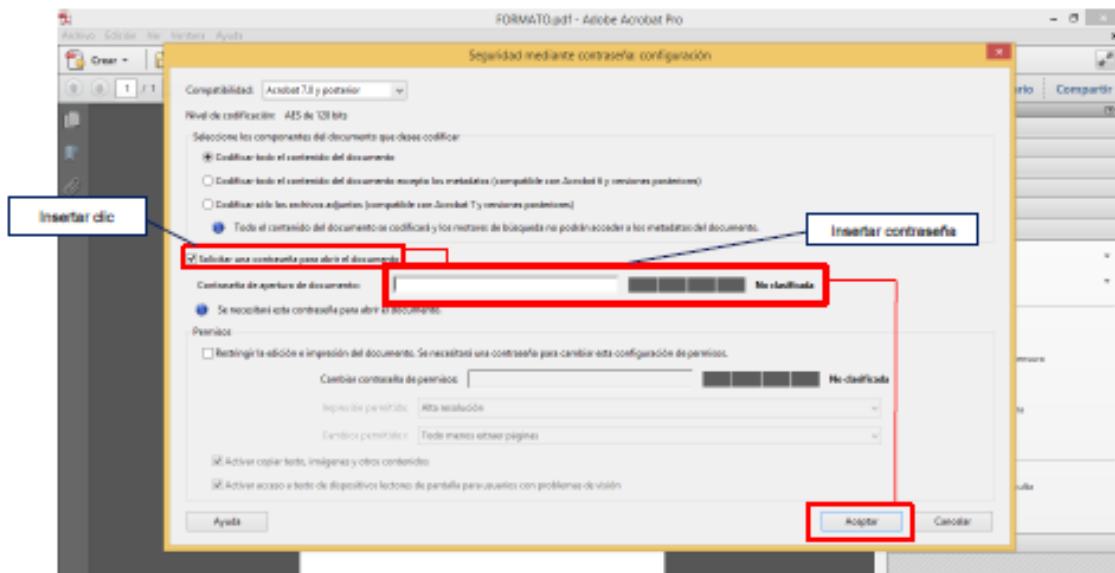 FORMATO.pdf - Adobe Acrobat Pro
Archivo Edición Ver Ventana Ayuda
Crear
Seguridad mediante contraseña: configuración
1 / 1
Compartir
Compatibilidad: Acrobat 7.0 y posterior
Nivel de codificación: AES de 128 bits
Seleccione los componentes del documento que desee codificar
Codificar todo el contenido del documento
Codificar todo el contenido del documento excepto los metadatos (compatible con Acrobat 6 y versiones posteriores)
Codificar sólo los archivos adjuntos (compatible con Acrobat 7 y versiones posteriores)
Todo el contenido del documento se codificará y los motores de búsqueda no podrán acceder a los metadatos del documento.
Insertar clic
Insertar contraseña
Solicitar una contraseña para abrir el documento
Contraseña de apertura de documento:
No clasificada
Se necesitará esta contraseña para abrir el documento.
Permisos
Restringir la edición e impresión del documento. Se necesitará una contraseña para cambiar esta configuración de permisos.
Cambiar contraseña de permisos:
No clasificada
Impresión permitida: Alta resolución
Cambios permitidos: Todo menos extraer páginas
Activar copiar texto, imágenes y otros contenidos
Activar acceso a texto de dispositivos lectores de pantalla para usuarios con problemas de visión
Ayuda
Aceptar
Cancelar